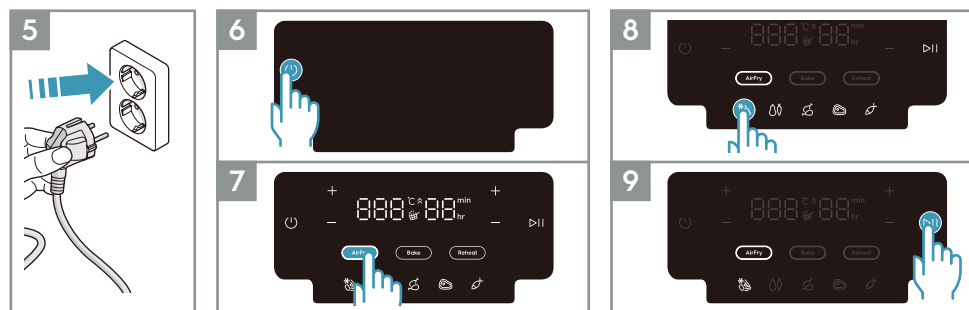 5
6
7
+ +
888 °C 88 min
hr
− −
AirFry Bake Reheat
8
888 °C 88 min
hr
− −
AirFry Bake Reheat
9
+ +
888 °C 88 min
hr
− −
AirFry Bake Reheat